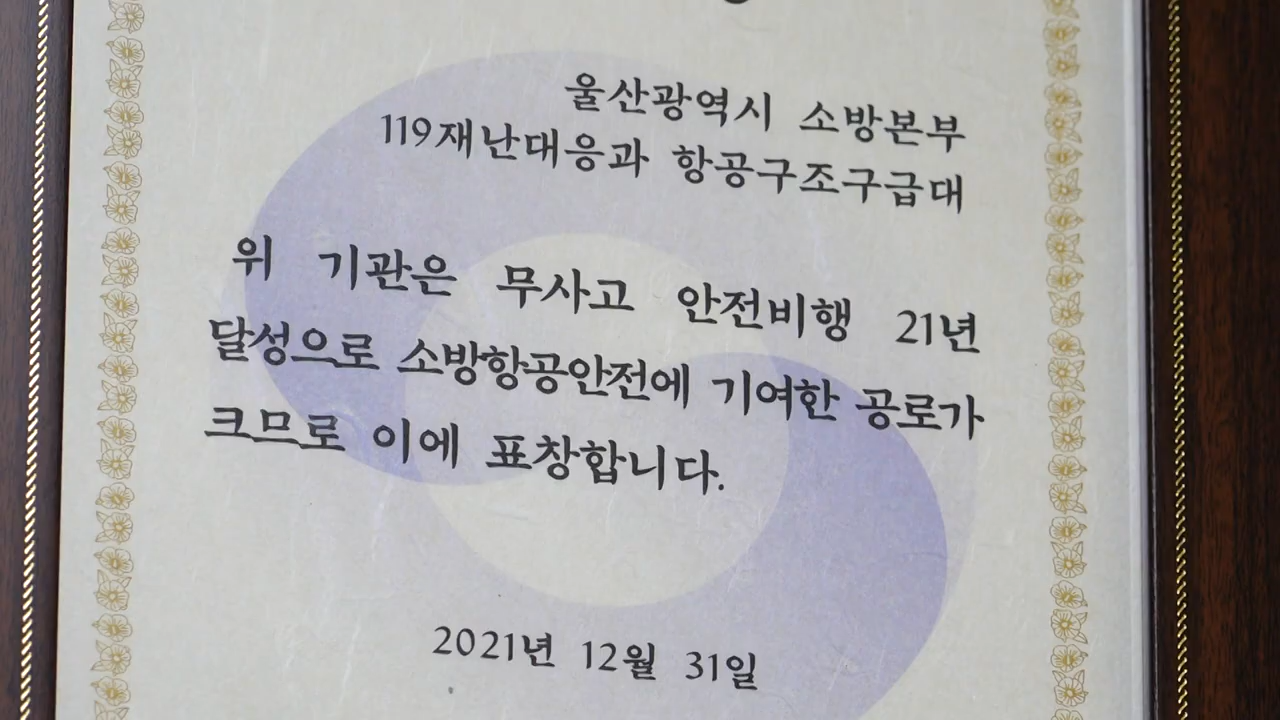 울산광역시 소방본부
119재난대응과 항공구조구급대
위 기관은 무사고 안전비행 21년
달성으로 소방항공안전에 기여한 공로가
크므로 이에 표창합니다.
2021년 12월 31일